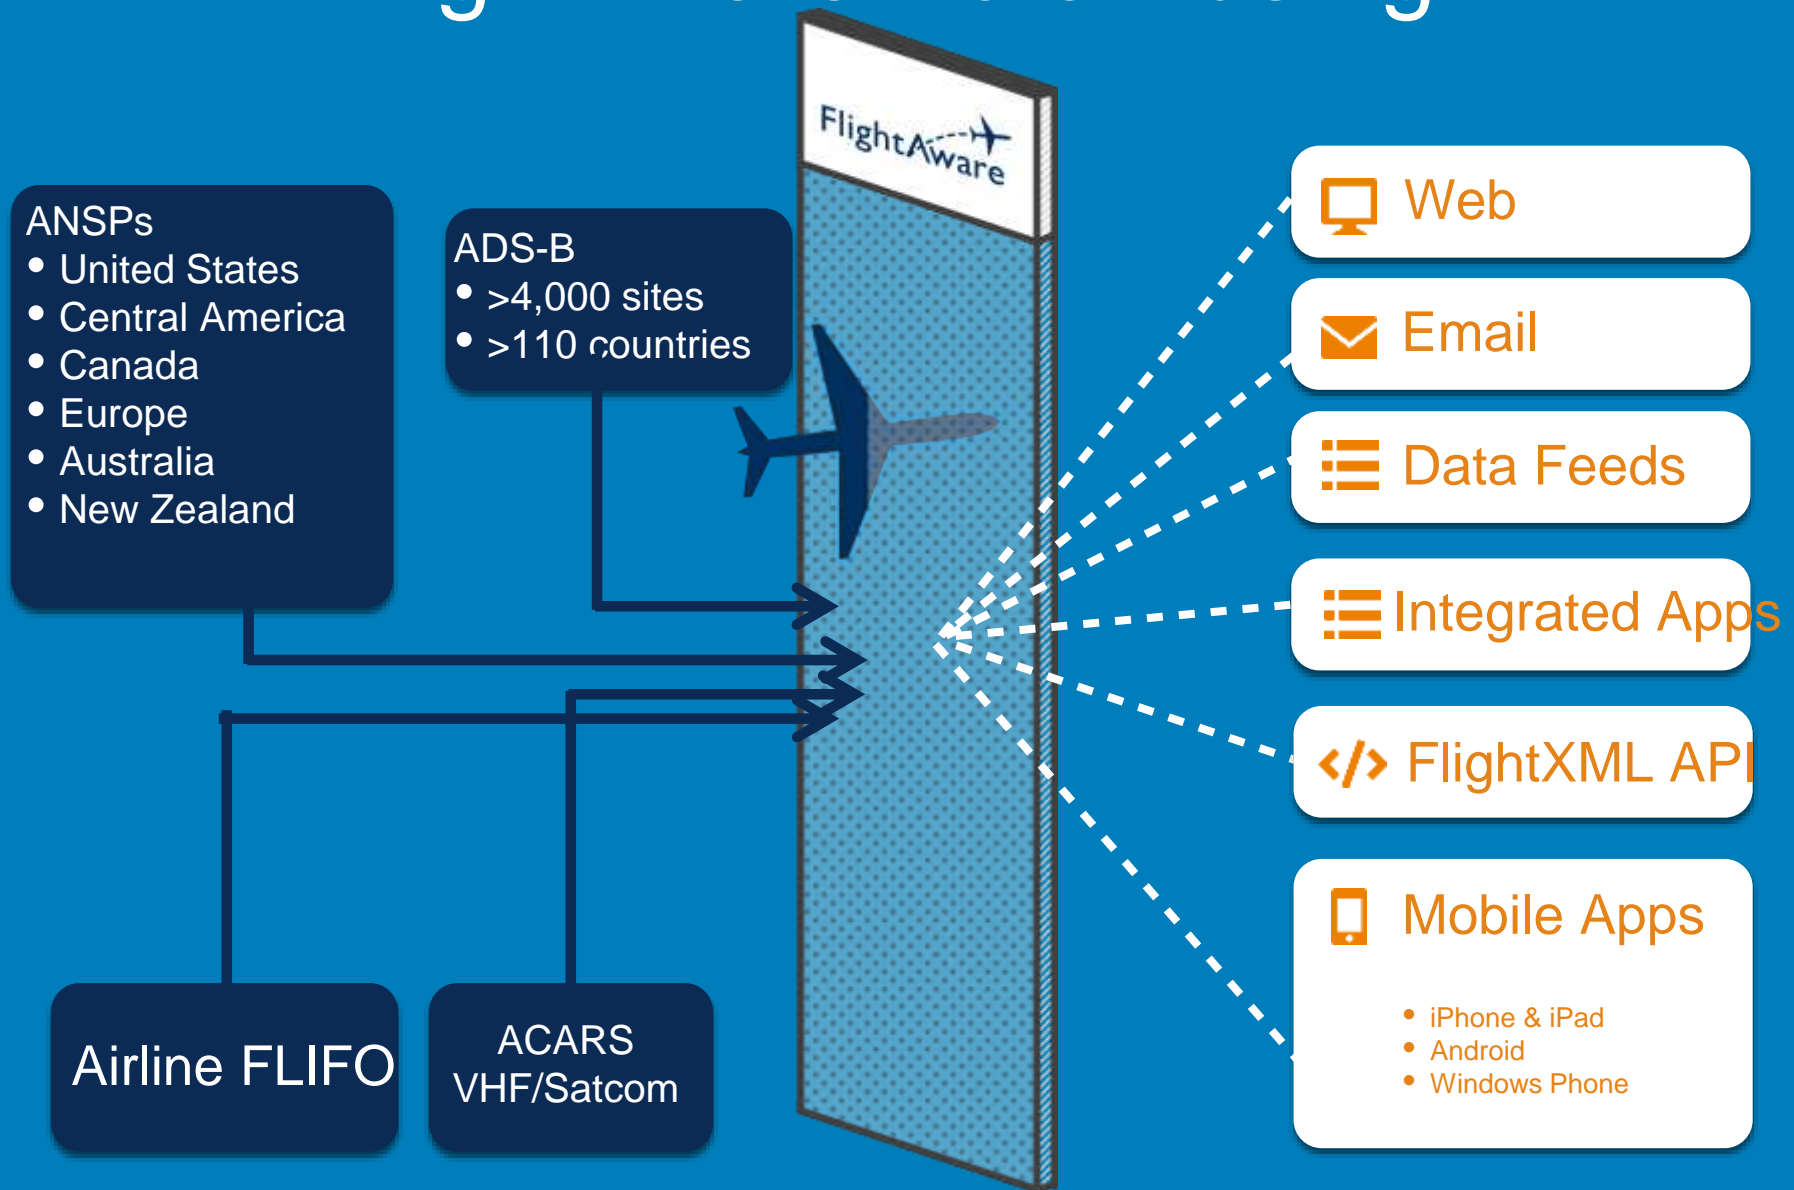 FlightAware
ANSPs
• United States
• Central America
• Canada
• Europe
• Australia
• New Zealand
ADS-B
• >4,000 sites
• >110 countries
Airline FLIFO
ACARS
VHF/Satcom
Web
Email
Data Feeds
Integrated Apps
</> FlightXML API
Mobile Apps
• iPhone & iPad
• Android
• Windows Phone